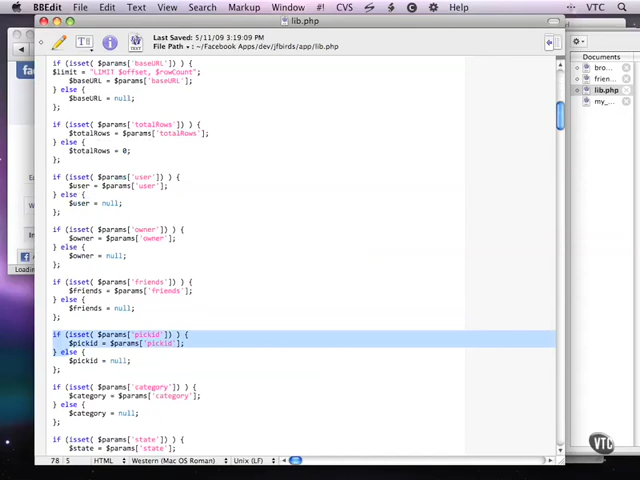 BBEdit File Edit Text View Search Markup Window #! CVS VTC
lib.php
Last Saved: 5/11/09 3:19:09 PM
File Path: ~/Facebook Apps/dev/jfbirds/app/lib.php
Documents
bro...
frien...
lib.php
my_...
if (isset( $params['baseURL']) ) {
$limit = "LIMIT $offset, $rowCount";
$baseURL = $params['baseURL'];
} else {
$baseURL = null;
};
if (isset( $params['totalRows']) ) {
$totalRows = $params['totalRows'];
} else {
$totalRows = 0;
};
if (isset( $params['user']) ) {
$user = $params['user'];
} else {
$user = null;
};
if (isset( $params['owner']) ) {
$owner = $params['owner'];
} else {
$owner = null;
};
if (isset( $params['friends']) ) {
$friends = $params['friends'];
} else {
$friends = null;
};
if (isset( $params['pickid']) ) {
$pickid = $params['pickid'];
} else {
$pickid = null;
};
if (isset( $params['category']) ) {
$category = $params['category'];
} else {
$category = null;
};
if (isset( $params['state']) ) {
$state = $params['state'];
78 5 HTML Western (Mac OS Roman) Unix (LF)
Loadin
VTC